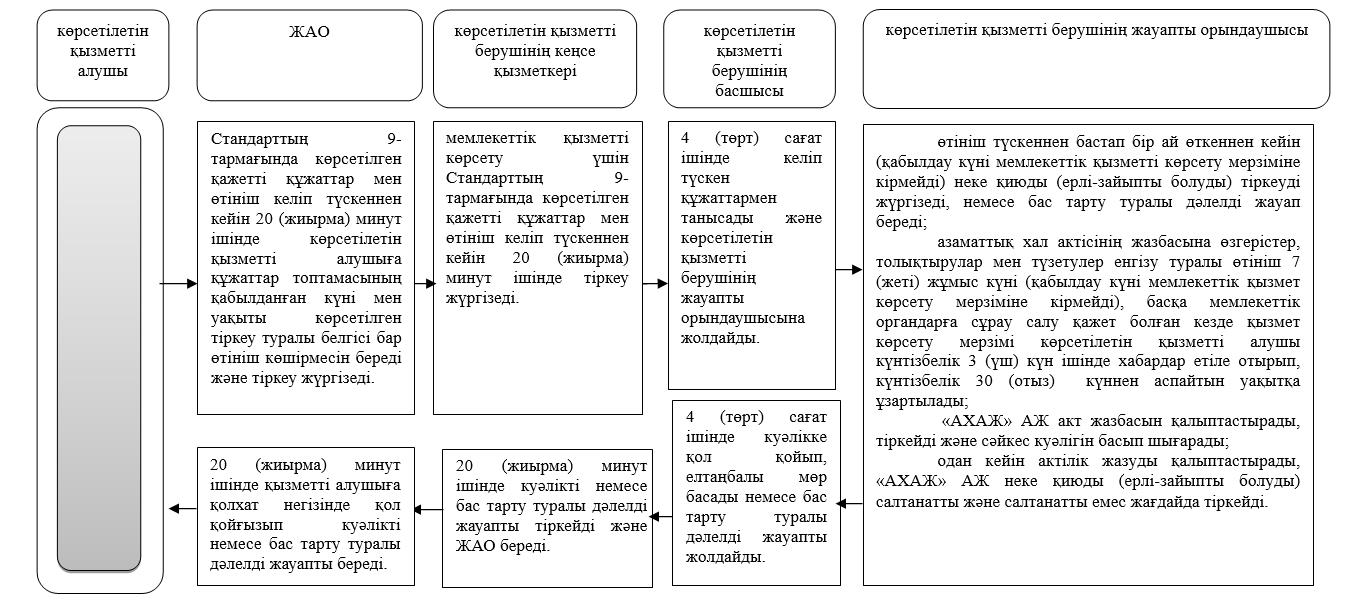 көрсетілетін
қызметті
алушы
ЖАО
көрсетілетін қызметті
берушінің кеңсе
қызметкері
көрсетілетін
қызметті
берушінің
басшысы
көрсетілетін қызметті берушінің жауапты орындаушысы
Стандарттың 9-
тармағында көрсетілген
қажетті құжаттар мен
өтініш келіп түскеннен
кейін 20 (жиырма) минут
ішінде көрсетілетін
қызметті алушыға
құжаттар топтамасының
қабылданған күні мен
уақыты көрсетілген
тіркеу туралы белгісі бар
өтініш көшірмесін береді
және тіркеу жүргізеді.
мемлекеттік қызметті
көрсету үшін
Стандарттың 9-
тармағында көрсетілген
қажетті құжаттар мен
өтініш келіп түскеннен
кейін 20 (жиырма)
минут ішінде тіркеу
жүргізеді.
4 (төрт) сағат
ішінде келіп
түскен
құжаттармен
танысады және
көрсетілетін
қызметті
берушінің
жауапты
орындаушысына
жолдайды.
өтініш түскеннен бастап бір ай өткеннен кейін
(қабылдау күні мемлекеттік қызметті көрсету мерзіміне
кірмейді) неке қиюды (ерлі-зайыпты болуды) тіркеуді
жүргізеді, немесе бас тарту туралы дәлелді жауап
береді;
азаматтық хал актісінің жазбасына өзгерістер,
толықтырулар мен түзетулер енгізу туралы өтініш 7
(жеті) жұмыс күні (қабылдау күні мемлекеттік қызмет
көрсету мерзіміне кірмейді), басқа мемлекеттік
органдарға сұрау салу қажет болған кезде қызмет
көрсету мерзімі көрсетілетін қызметті алушы
күнтізбелік 3 (үш) күн ішінде хабардар етіле отырып,
күнтізбелік 30 (отыз) күннен аспайтын уақытқа
ұзартылады;
«АХАЖ» АЖ акт жазбасын қалыптастырады,
тіркейді және сәйкес куәлігін басып шығарады;
одан кейін актілік жазуды қалыптастырады,
«АХАЖ» АЖ неке қиюды (ерлі-зайыпты болуды)
салтанатты және салтанатты емес жағдайда тіркейді.
4 (төрт) сағат
ішінде куәлікке
қол қойып,
елтаңбалы мөр
басады немесе бас
тарту туралы
дәлелді жауапты
жолдайды.
20 (жиырма) минут
ішінде куәлікті немесе
бас тарту туралы дәлелді
жауапты тіркейді және
ЖАО береді.
20 (жиырма) минут
ішінде қызметті алушыға
қолхат негізінде қол
қойғызып куәлікті
немесе бас тарту туралы
дәлелді жауапты береді.